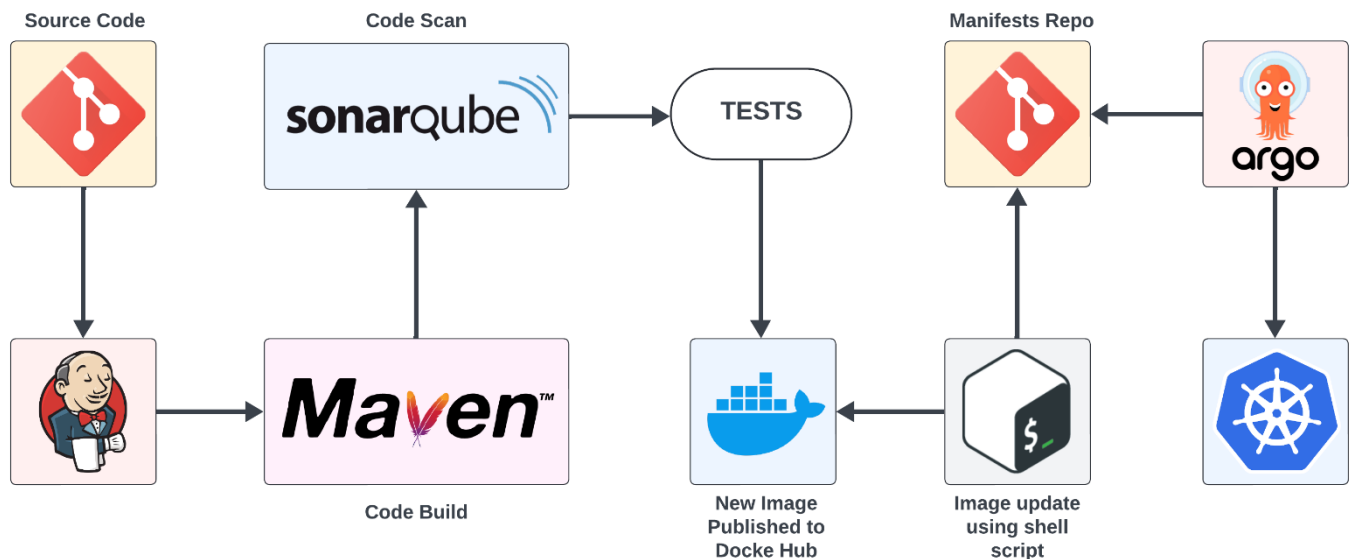 Source Code
Code Scan
Manifests Repo
sonarqube
TESTS
argo
Maven™
$_
Code Build
New Image
Published to
Docke Hub
Image update
using shell
script